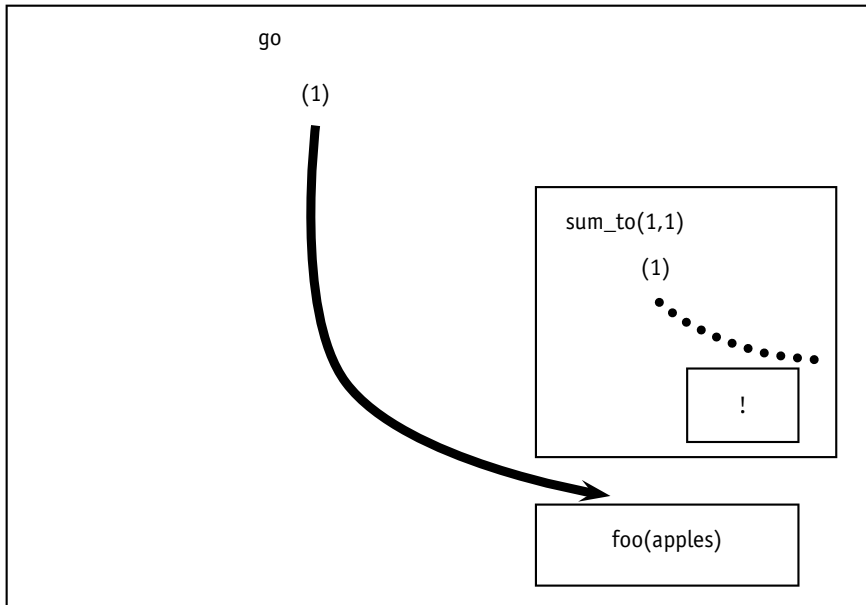 go
(1)
sum_to(1,1)
(1)
!
foo(apples)